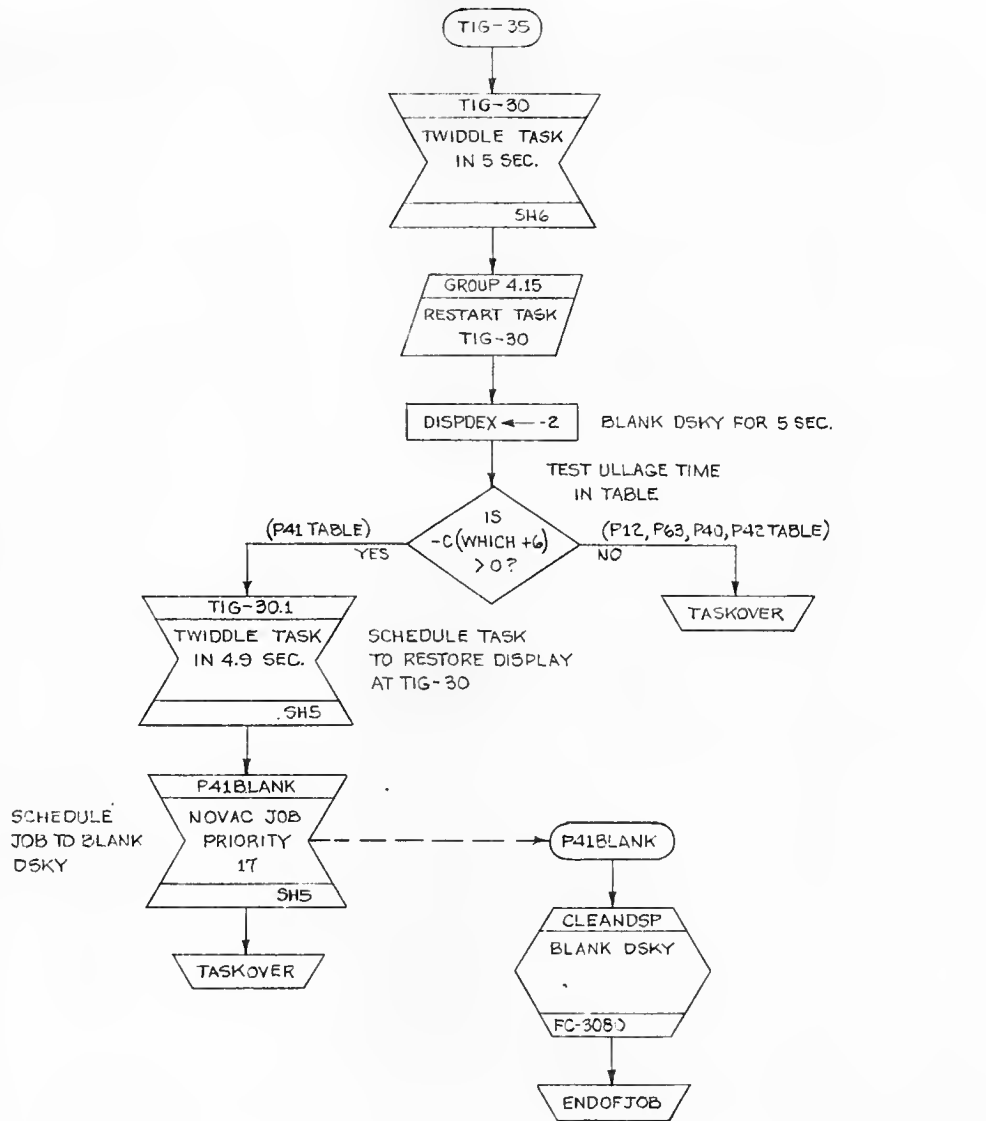 TIG-35
TIG-30
TWIDDLE TASK
IN 5 SEC.
SH6
GROUP 4.15
RESTART TASK
TIG-30
DISPDEX ← -2
BLANK DSKY FOR 5 SEC.
TEST ULLAGE TIME
IN TABLE
IS
-C(WHICH +6)
> 0?
(P41 TABLE)
YES
(P12, P63, P40, P42 TABLE)
NO
TASKOVER
TIG-30.1
TWIDDLE TASK
IN 4.9 SEC.
SH5
SCHEDULE TASK
TO RESTORE DISPLAY
AT TIG-30
SCHEDULE
JOB TO BLANK
DSKY
P41BLANK
NOVAC JOB
PRIORITY
17
SH5
TASKOVER
P41BLANK
CLEANDSP
BLANK DSKY
FC-3080
ENDOFJOB